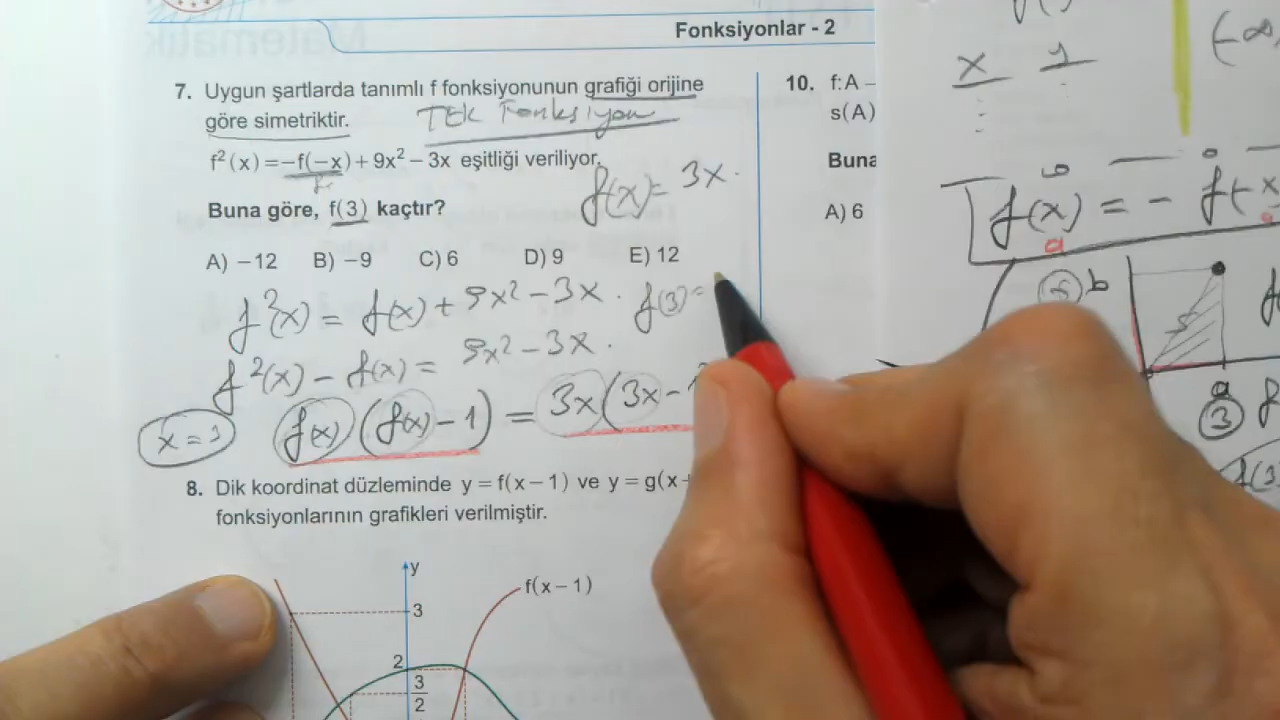 Fonksiyonlar - 2
7. Uygun şartlarda tanımlı f fonksiyonunun grafiği orijine
göre simetriktir.
TEK Fonksiyon
f²(x) = -f(-x) + 9x² - 3x eşitliği veriliyor.
f(x) = 3x.
Buna göre, f(3) kaçtır?
A) -12 B) -9 C) 6 D) 9 E) 12
f²(x) = f(x) + 9x² - 3x. f(3) =
f²(x) - f(x) = 9x² - 3x.
x = 3 f(x) (f(x) - 1) = 3x (3x -
8. Dik koordinat düzleminde y = f(x - 1) ve y = g(x
fonksiyonlarının grafikleri verilmiştir.
y
f(x - 1)
3
2
3
2
10. f:A
s(A)
Buna
A) 6
x y
(-∞
f(x) = - f(-x
a
b
a
3